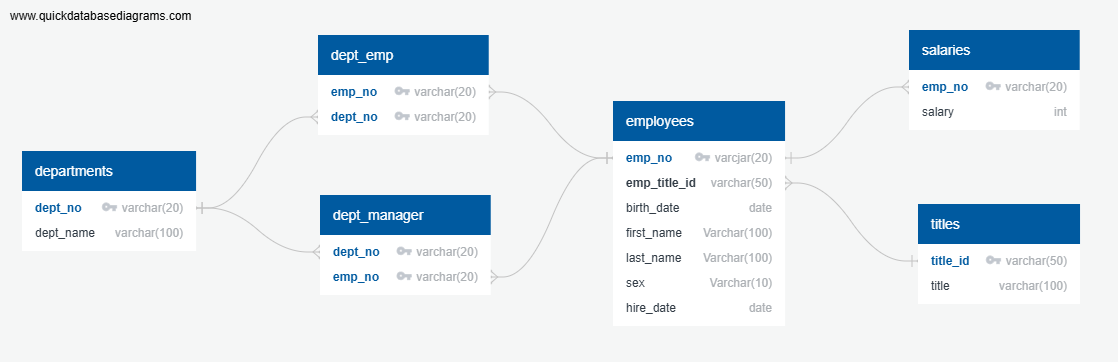 www.quickdatabasediagrams.com
departments
dept_no varchar(20)
dept_name varchar(100)
dept_emp
emp_no varchar(20)
dept_no varchar(20)
dept_manager
dept_no varchar(20)
emp_no varchar(20)
employees
emp_no varcjar(20)
emp_title_id varchar(50)
birth_date date
first_name Varchar(100)
last_name Varchar(100)
sex Varchar(10)
hire_date date
salaries
emp_no varchar(20)
salary int
titles
title_id varchar(50)
title varchar(100)